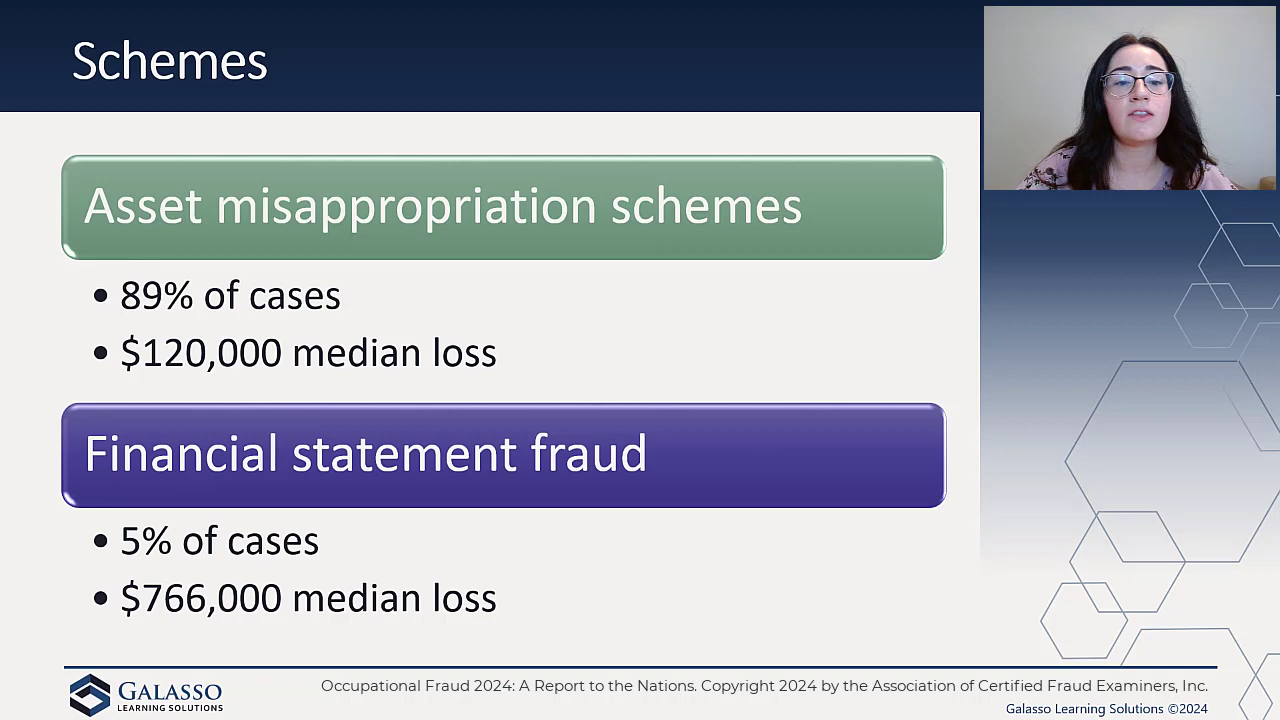 Schemes
Asset misappropriation schemes
• 89% of cases
• $120,000 median loss
Financial statement fraud
• 5% of cases
• $766,000 median loss
GALASSO
LEARNING SOLUTIONS
Occupational Fraud 2024: A Report to the Nations. Copyright 2024 by the Association of Certified Fraud Examiners, Inc.
Galasso Learning Solutions ©2024